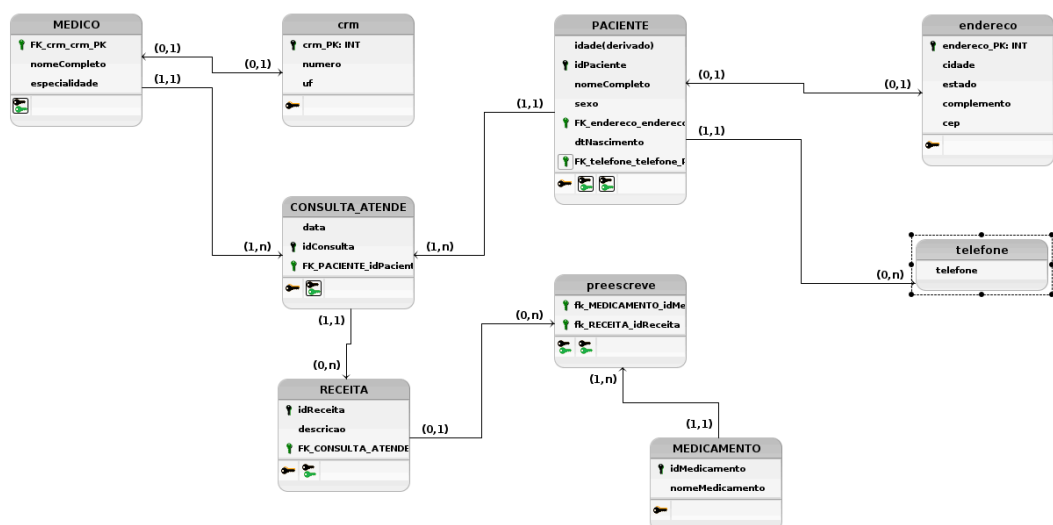 MEDICO
FK_crm_crm_PK
nomeCompleto
especialidade
(0,1)
(1,1)
(0,1)
crm
crm_PK: INT
numero
uf
PACIENTE
idade(derivado)
idPaciente
nomeCompleto
sexo
FK_endereco_enderec
dtNascimento
FK_telefone_telefone_
(1,1)
(0,1)
(1,1)
(0,1)
endereco
endereco_PK: INT
cidade
estado
complemento
cep
CONSULTA_ATENDE
data
idConsulta
FK_PACIENTE_idPacient
(1,n)
(1,n)
(1,1)
(0,n)
telefone
telefone
(0,n)
preescreve
fk_MEDICAMENTO_idMe
fk_RECEITA_idReceita
(0,n)
(1,n)
RECEITA
idReceita
descricao
FK_CONSULTA_ATENDE
(0,1)
(1,1)
MEDICAMENTO
idMedicamento
nomeMedicamento